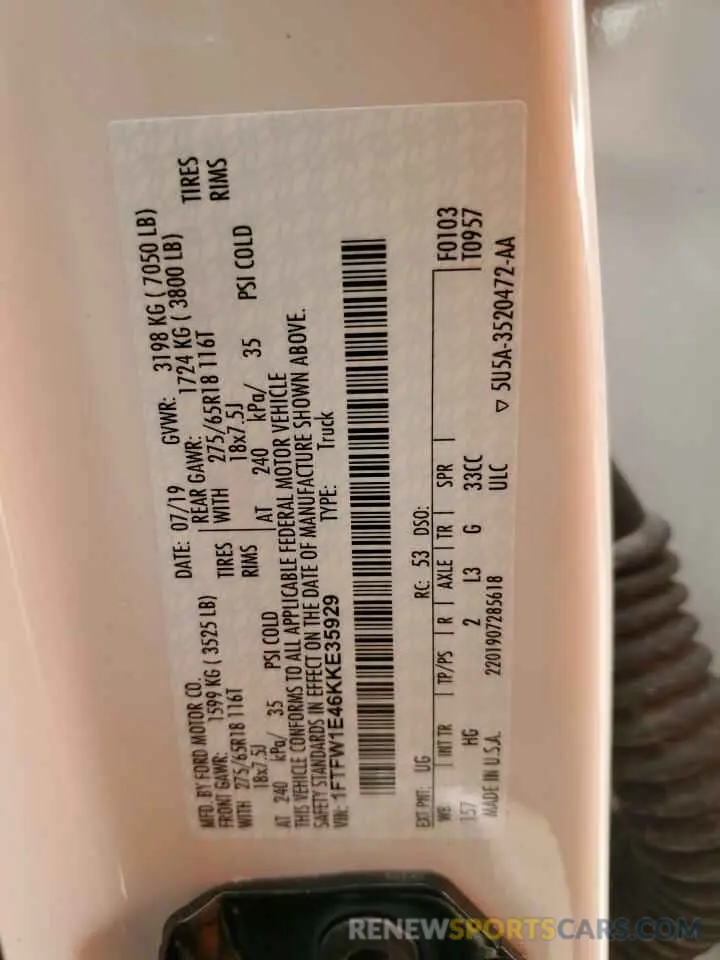 MFD. BY FORD MOTOR CO.
DATE: 07/19 GVWR: 3198 KG ( 7050 LB)
FRONT GAWR: 1599 KG ( 3525 LB)
REAR GAWR: 1724 KG ( 3800 LB)
WITH 275/65R18 116T TIRES
WITH 275/65R18 116T TIRES
18x7.5J RIMS
18x7.5J RIMS
AT 240 kPa/ 35 PSI COLD
AT 240 kPa/ 35 PSI COLD
THIS VEHICLE CONFORMS TO ALL APPLICABLE FEDERAL MOTOR VEHICLE
SAFETY STANDARDS IN EFFECT ON THE DATE OF MANUFACTURE SHOWN ABOVE.
VIN: 1FTFW1E46KKE35929 TYPE: Truck
EXT PNT: UG RC: 53 DSO: F0103
WB INT TR TP/PS R AXLE TR SPR T0957
157 HG 2 L3 G 33CC
MADE IN U.S.A. 2201907285618 ULC
▽ 5U5A-3520472-AA
RENEWSPORTSCARS.COM